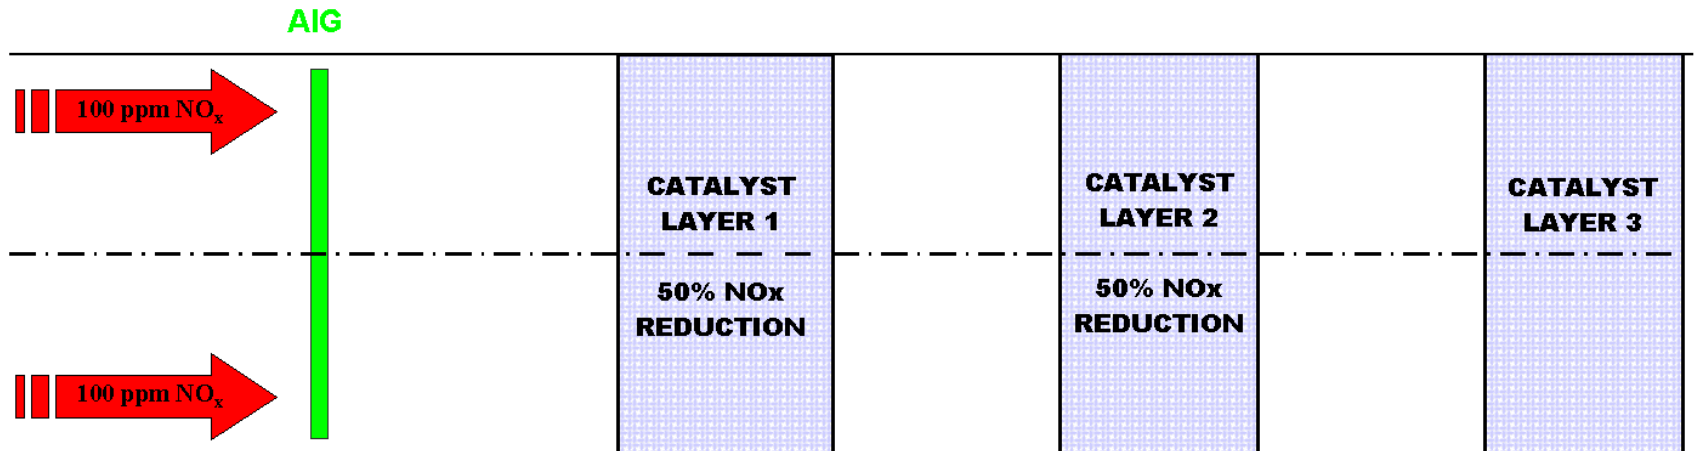 AIG
100 ppm NOx
CATALYST
LAYER 1
CATALYST
LAYER 2
CATALYST
LAYER 3
50% NOx
REDUCTION
50% NOx
REDUCTION
100 ppm NOx